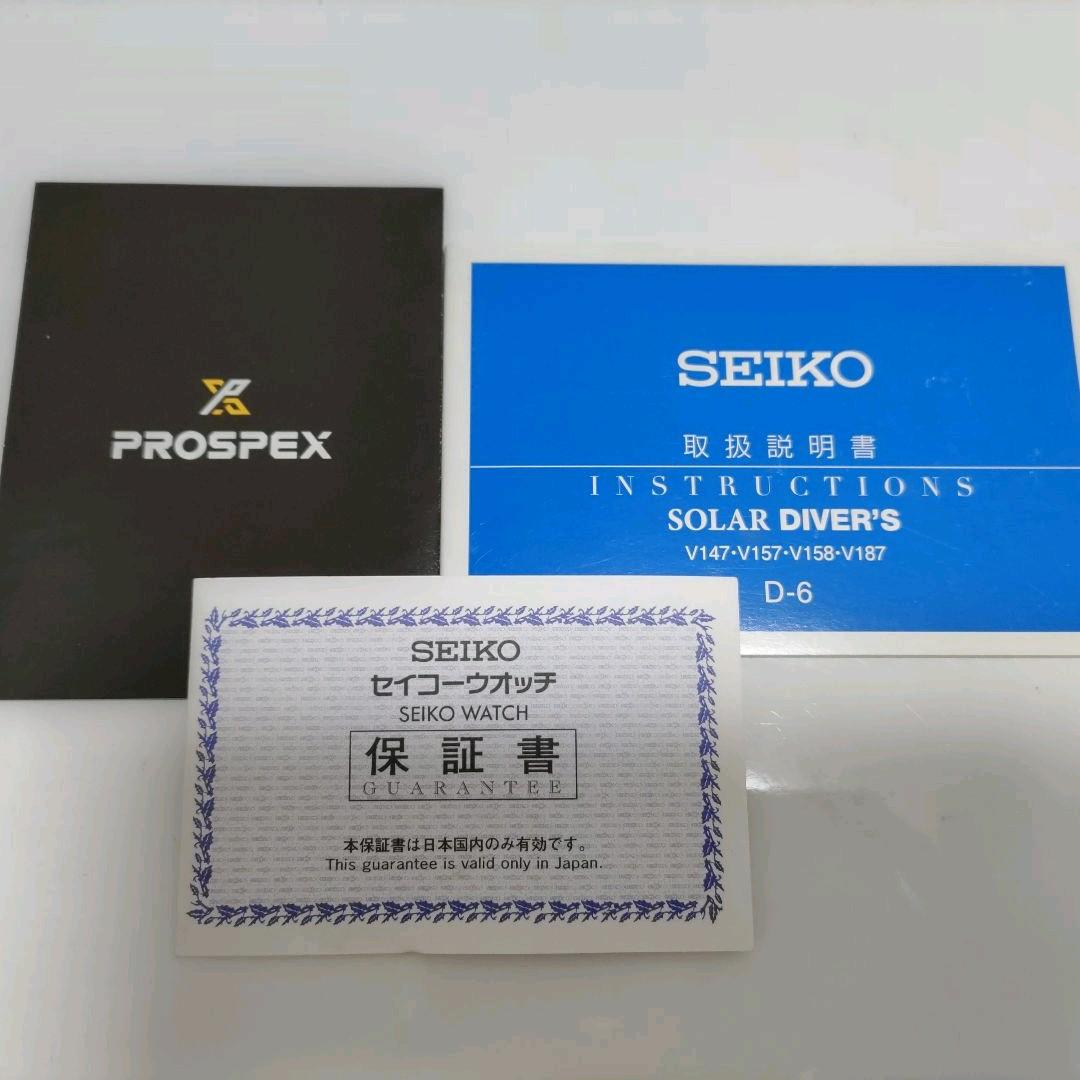 PROSPEX
SEIKO
取扱説明書
INSTRUCTIONS
SOLAR DIVER'S
V147・V157・V158・V187
D-6
SEIKO
セイコーウオッチ
SEIKO WATCH
保証書
GUARANTEE
本保証書は日本国内のみ有効です。
This guarantee is valid only in Japan.